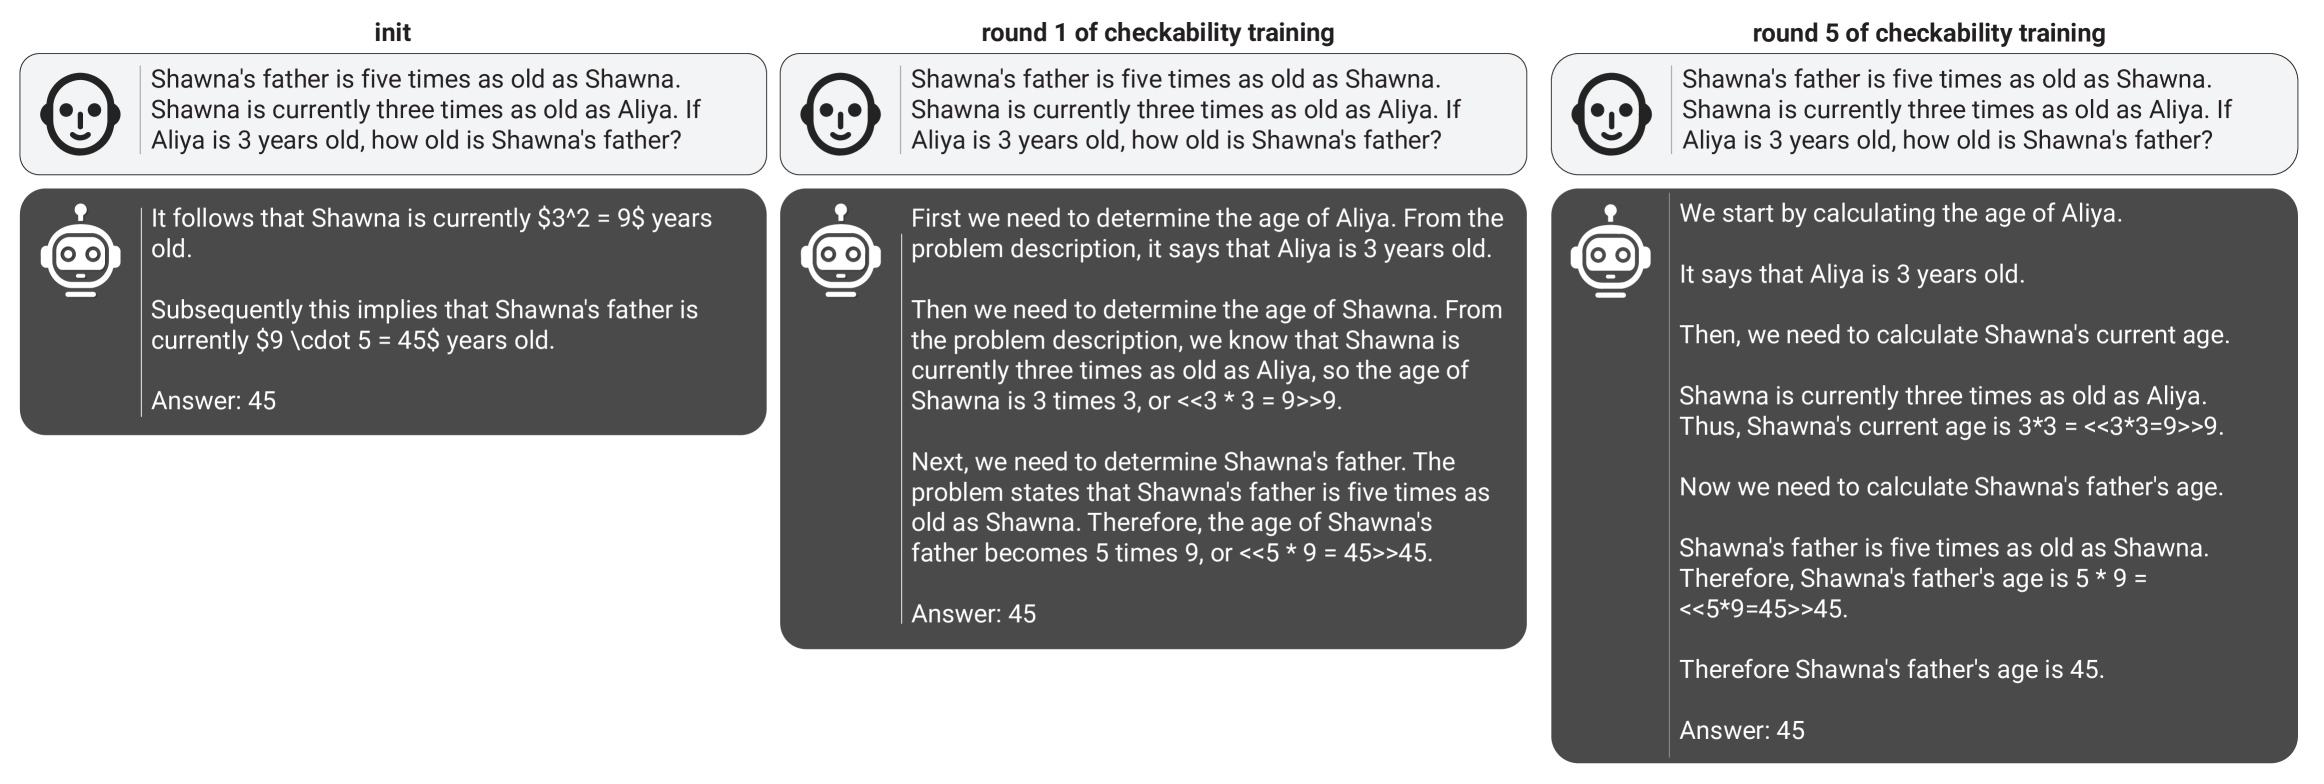 init
Shawna's father is five times as old as Shawna.
Shawna is currently three times as old as Aliya. If
Aliya is 3 years old, how old is Shawna's father?
It follows that Shawna is currently $3^2 = 9$ years
old.
Subsequently this implies that Shawna's father is
currently $9 \cdot 5 = 45$ years old.
Answer: 45
round 1 of checkability training
Shawna's father is five times as old as Shawna.
Shawna is currently three times as old as Aliya. If
Aliya is 3 years old, how old is Shawna's father?
First we need to determine the age of Aliya. From the
problem description, it says that Aliya is 3 years old.
Then we need to determine the age of Shawna. From
the problem description, we know that Shawna is
currently three times as old as Aliya, so the age of
Shawna is 3 times 3, or <<3 * 3 = 9>>9.
Next, we need to determine Shawna's father. The
problem states that Shawna's father is five times as
old as Shawna. Therefore, the age of Shawna's
father becomes 5 times 9, or <<5 * 9 = 45>>45.
Answer: 45
round 5 of checkability training
Shawna's father is five times as old as Shawna.
Shawna is currently three times as old as Aliya. If
Aliya is 3 years old, how old is Shawna's father?
We start by calculating the age of Aliya.
It says that Aliya is 3 years old.
Then, we need to calculate Shawna's current age.
Shawna is currently three times as old as Aliya.
Thus, Shawna's current age is 3*3 = <<3*3=9>>9.
Now we need to calculate Shawna's father's age.
Shawna's father is five times as old as Shawna.
Therefore, Shawna's father's age is 5 * 9 =
<<5*9=45>>45.
Therefore Shawna's father's age is 45.
Answer: 45